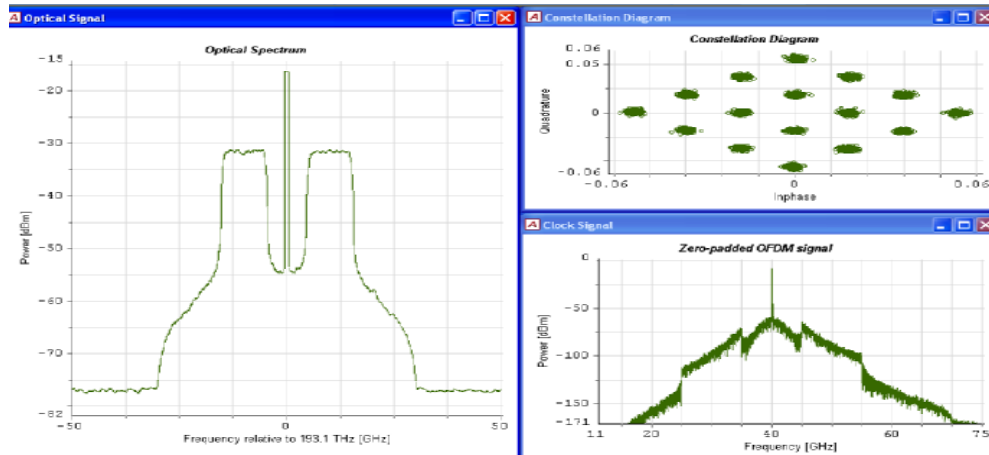 Optical Signal
Optical Spectrum
Power [dBm]
-15
-20
-30
-40
-50
-60
-70
-82
-50
0
50
Frequency relative to 193.1 THz [GHz]
Constellation Diagram
Constellation Diagram
Quadrature
0.06
0.05
0
-0.06
-0.06
0
0.06
Inphase
Clock Signal
Zero-padded OFDM signal
Power [dBm]
0
-50
-100
-150
-171
11
20
40
60
75
Frequency [GHz]